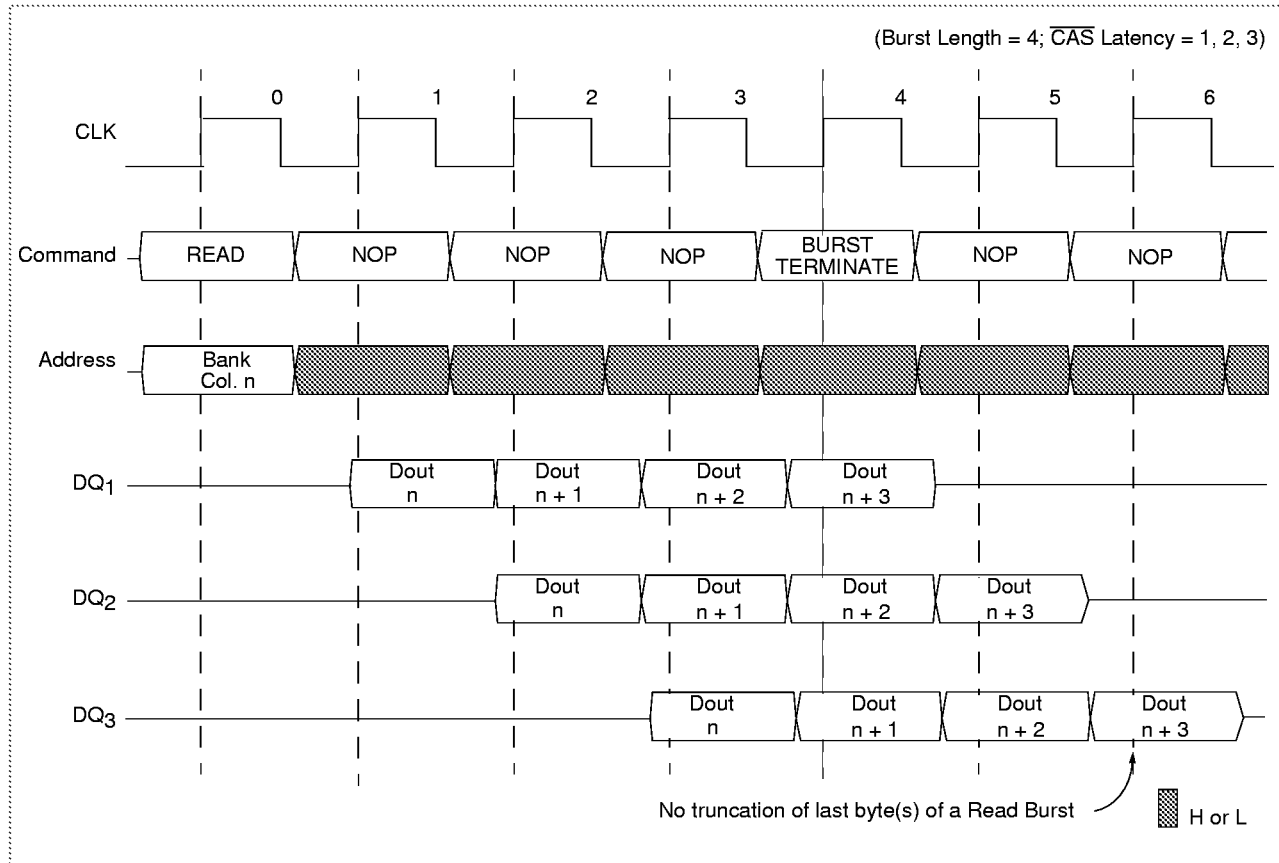 (Burst Length = 4; CAS Latency = 1, 2, 3)
0 1 2 3 4 5 6
CLK
Command READ NOP NOP NOP BURST TERMINATE NOP NOP
Address Bank Col. n
DQ1 Dout n Dout n + 1 Dout n + 2 Dout n + 3
DQ2 Dout n Dout n + 1 Dout n + 2 Dout n + 3
DQ3 Dout n Dout n + 1 Dout n + 2 Dout n + 3
No truncation of last byte(s) of a Read Burst
H or L